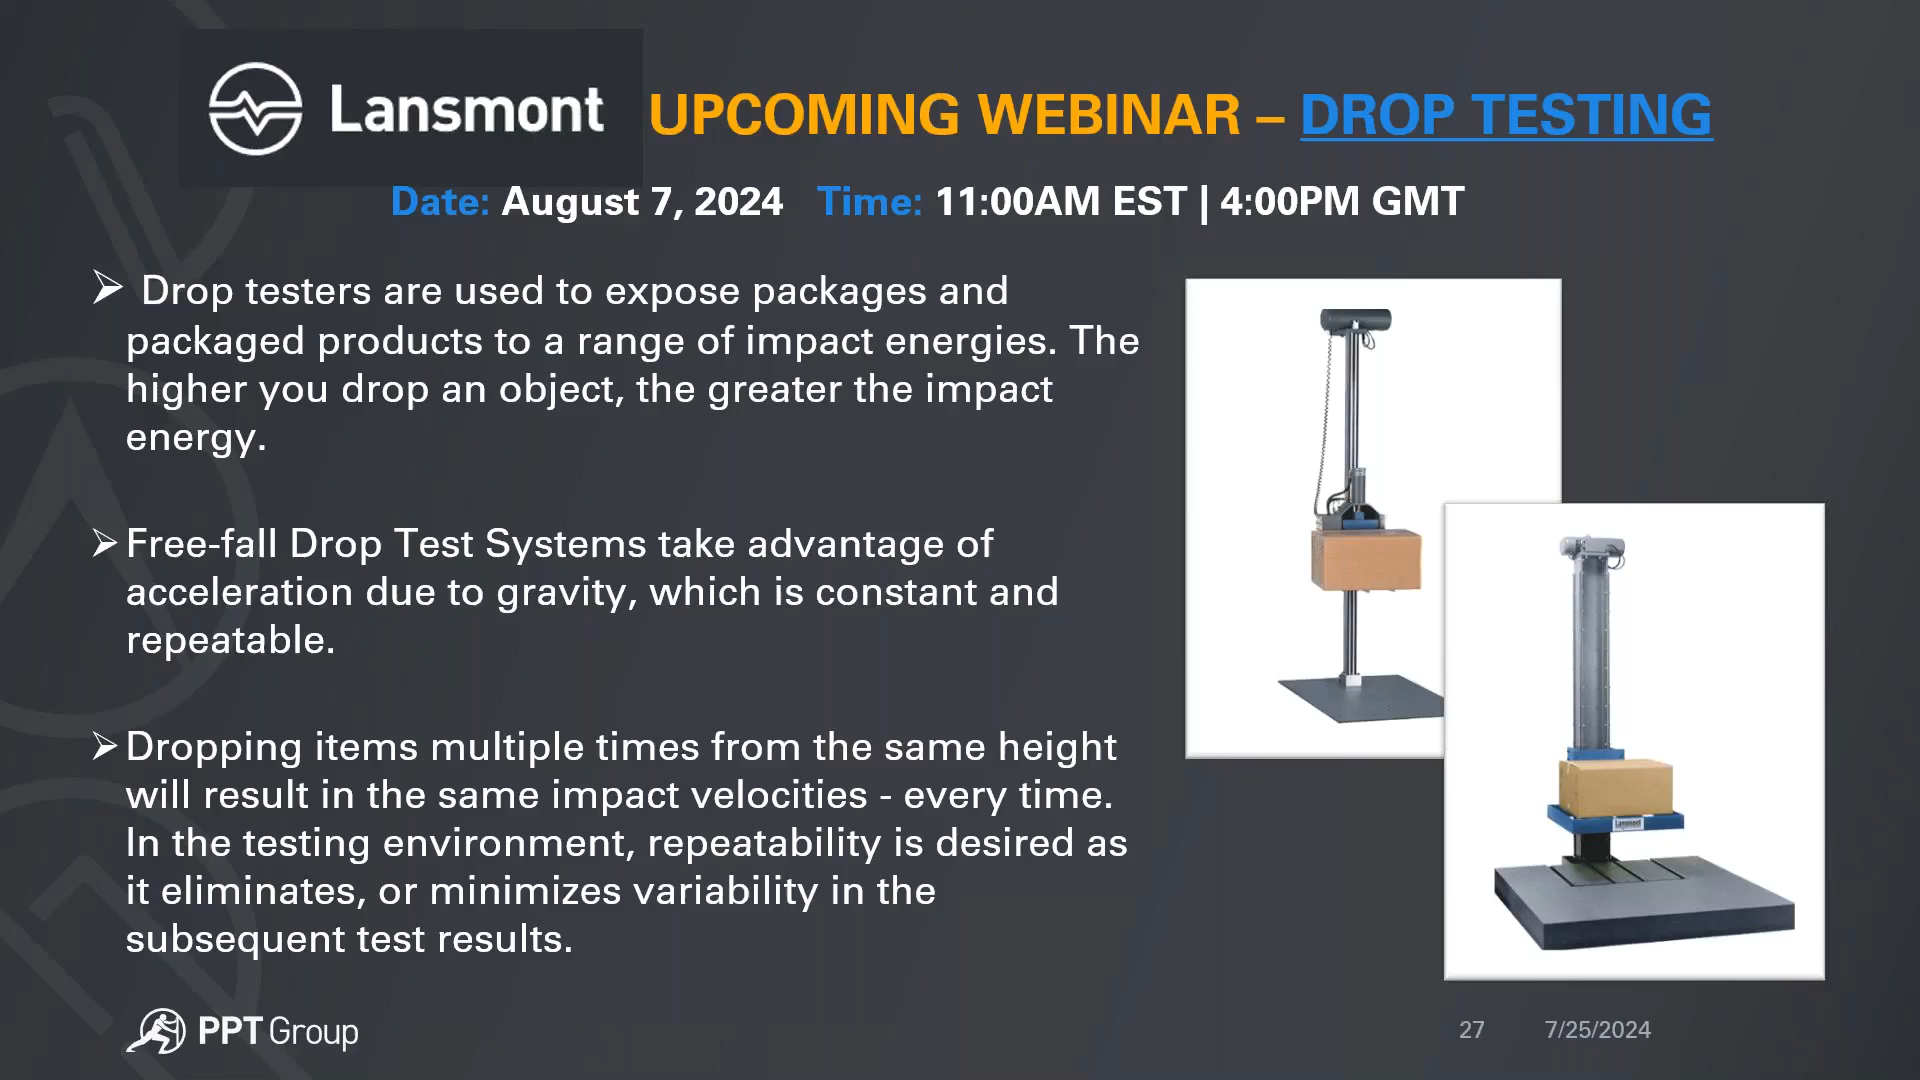 Lansmont
UPCOMING WEBINAR – DROP TESTING
Date: August 7, 2024 Time: 11:00AM EST | 4:00PM GMT
➢ Drop testers are used to expose packages and
packaged products to a range of impact energies. The
higher you drop an object, the greater the impact
energy.
➢ Free-fall Drop Test Systems take advantage of
acceleration due to gravity, which is constant and
repeatable.
➢ Dropping items multiple times from the same height
will result in the same impact velocities - every time.
In the testing environment, repeatability is desired as
it eliminates, or minimizes variability in the
subsequent test results.
Lansmont
PPT Group
27 7/25/2024